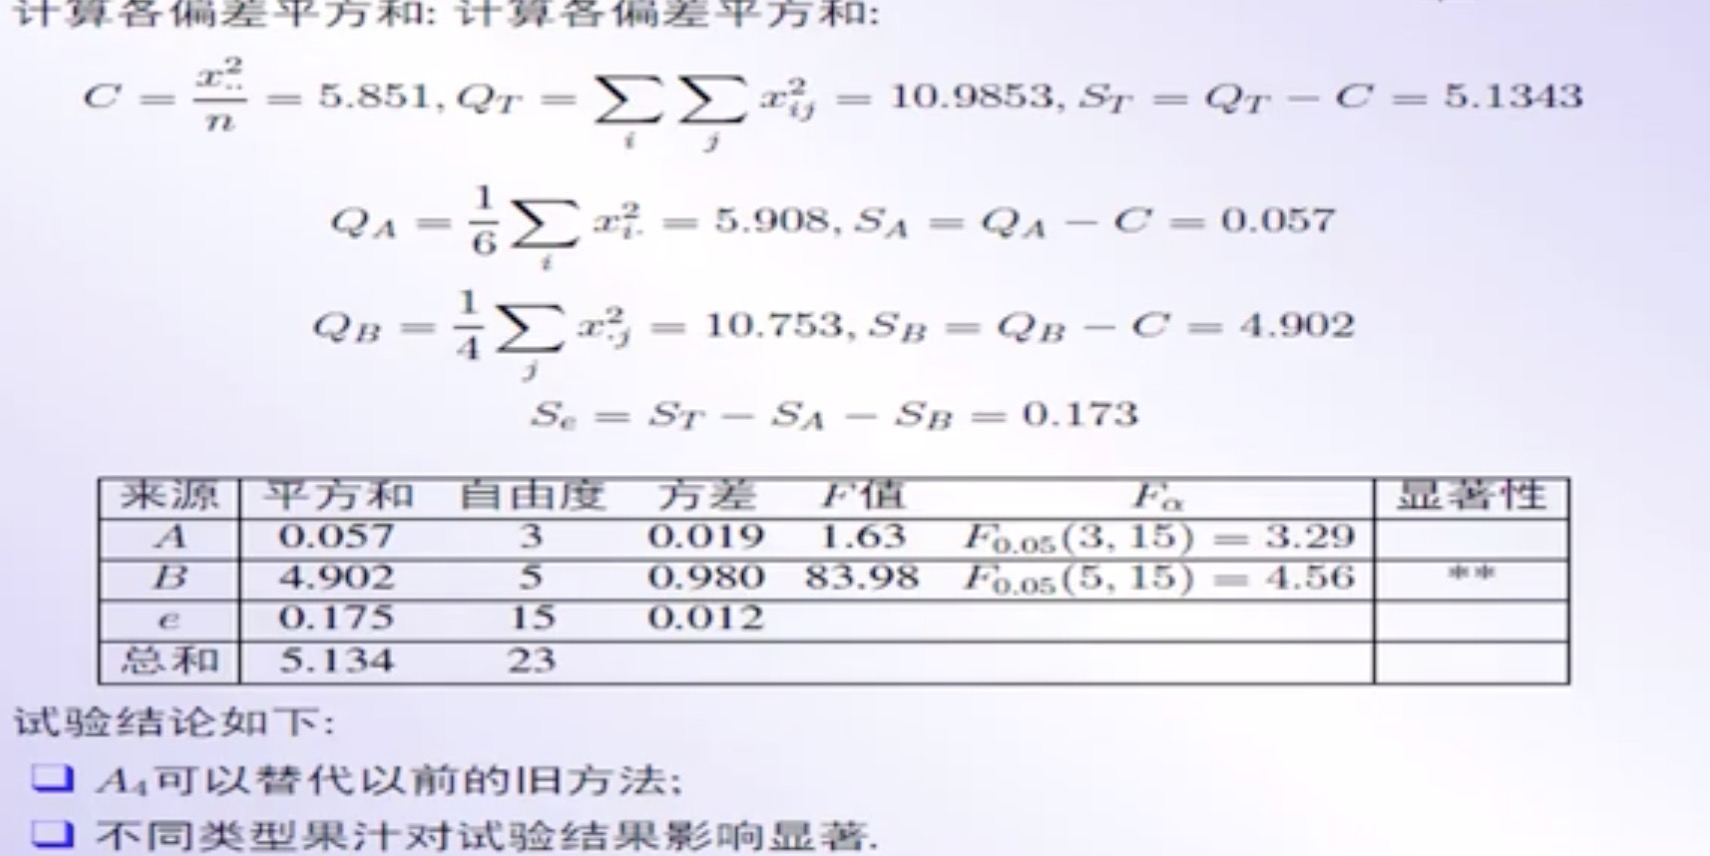 计算各偏差平方和: 计算各偏差平方和:
C = \frac{x_{..}^2}{n} = 5.851, Q_T = \sum_i \sum_j x_{ij}^2 = 10.9853, S_T = Q_T − C = 5.1343
Q_A = \frac{1}{6} \sum_i x_{i.}^2 = 5.908, S_A = Q_A − C = 0.057
Q_B = \frac{1}{4} \sum_j x_{.j}^2 = 10.753, S_B = Q_B − C = 4.902
S_e = S_T − S_A − S_B = 0.173
来源 平方和 自由度 方差 F值 F_α 显著性
A 0.057 3 0.019 1.63 F_{0.05}(3, 15) = 3.29
B 4.902 5 0.980 83.98 F_{0.05}(5, 15) = 4.56 **
e 0.175 15 0.012
总和 5.134 23
试验结论如下:
❑ A_4可以替代以前的旧方法;
❑ 不同类型果汁对试验结果影响显著.